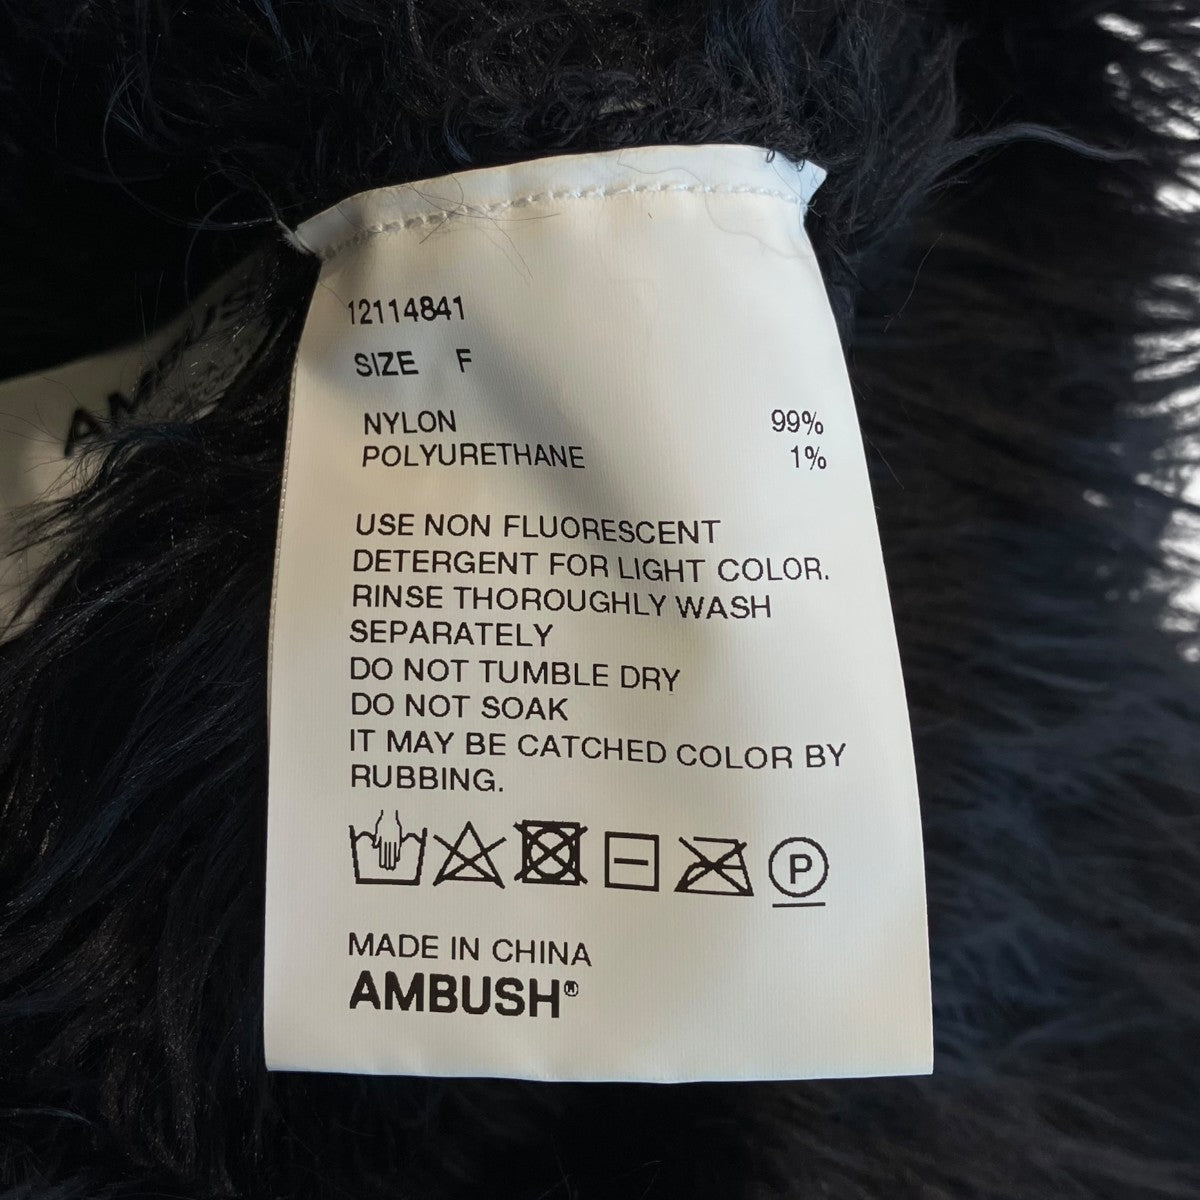 12114841
SIZE F
NYLON 99%
POLYURETHANE 1%
USE NON FLUORESCENT
DETERGENT FOR LIGHT COLOR.
RINSE THOROUGHLY WASH
SEPARATELY
DO NOT TUMBLE DRY
DO NOT SOAK
IT MAY BE CATCHED COLOR BY
RUBBING.
P
MADE IN CHINA
AMBUSH®